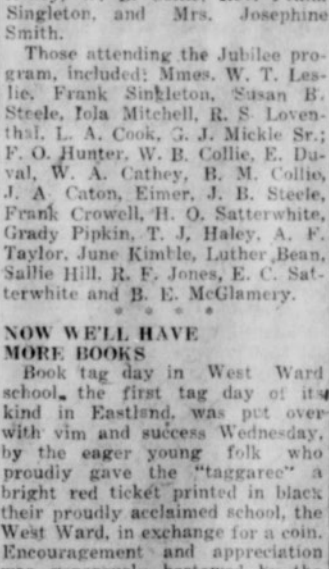 Singleton, and Mrs. Josephine
Smith.
Those attending the Jubilee pro-
gram, included: Mmes. W. T. Les-
lie, Frank Singleton, Susan B.
Steele, Iola Mitchell, R. S. Loven-
thal, L. A. Cook, G. J. Mickle Sr.;
F. O. Hunter, W. B. Collie, E. Du-
val, W. A. Cathey, B. M. Collie,
J. A. Caton, Eimer, J. B. Steele,
Frank Crowell, H. O. Satterwhite,
Grady Pipkin, T. J. Haley, A. F.
Taylor, June Kimble, Luther Bean,
Sallie Hill, R. F. Jones, E. C. Sat-
terwhite and B. E. McGlamery.
* * * *
NOW WE'LL HAVE
MORE BOOKS
Book tag day in West Ward
school, the first tag day of its
kind in Eastland, was put over
with vim and success Wednesday,
by the eager young folk who
proudly gave the "taggaree" a
bright red ticket printed in black
their proudly acclaimed school, the
West Ward, in exchange for a coin.
Encouragement and appreciation